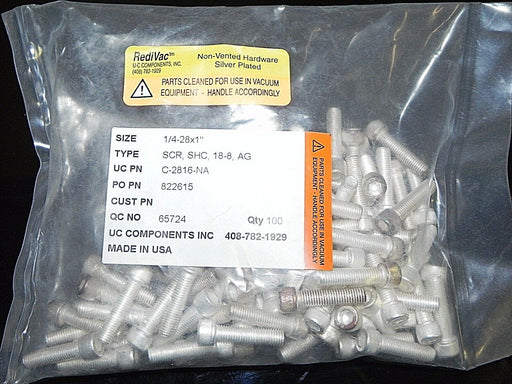 RediVac™
U·C COMPONENTS, INC.
(408) 782-1929
Non-Vented Hardware
Silver Plated
PARTS CLEANED FOR USE IN VACUUM
EQUIPMENT - HANDLE ACCORDINGLY
SIZE 1/4-28x1"
TYPE SCR, SHC, 18-8, AG
UC PN C-2816-NA
PO PN 822615
CUST PN
QC NO 65724 Qty 100
UC COMPONENTS INC 408-782-1929
MADE IN USA
PARTS CLEANED FOR USE IN VACUUM
EQUIPMENT - HANDLE ACCORDINGLY